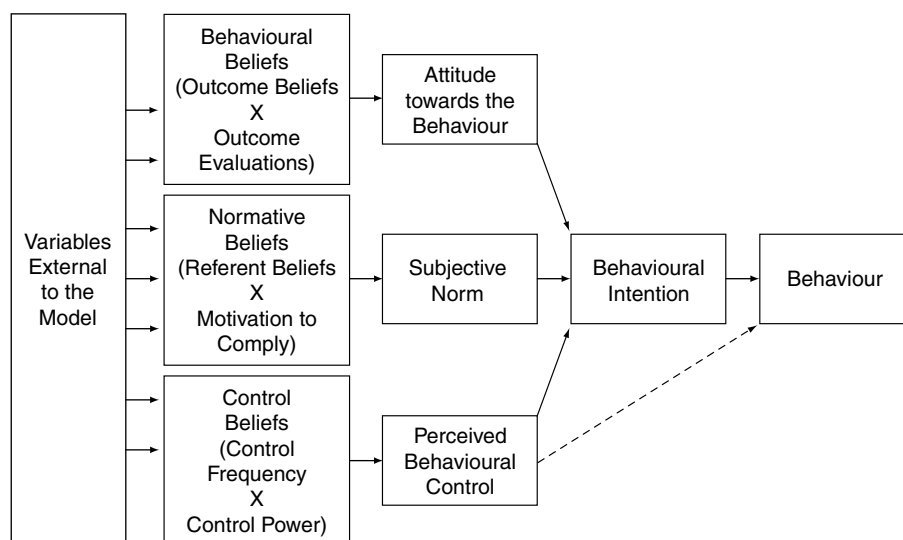 Variables
External
to the
Model
Behavioural
Beliefs
(Outcome Beliefs
X
Outcome
Evaluations)
Normative
Beliefs
(Referent Beliefs
X
Motivation to
Comply)
Control
Beliefs
(Control
Frequency
X
Control Power)
Attitude
towards the
Behaviour
Subjective
Norm
Perceived
Behavioural
Control
Behavioural
Intention
Behaviour